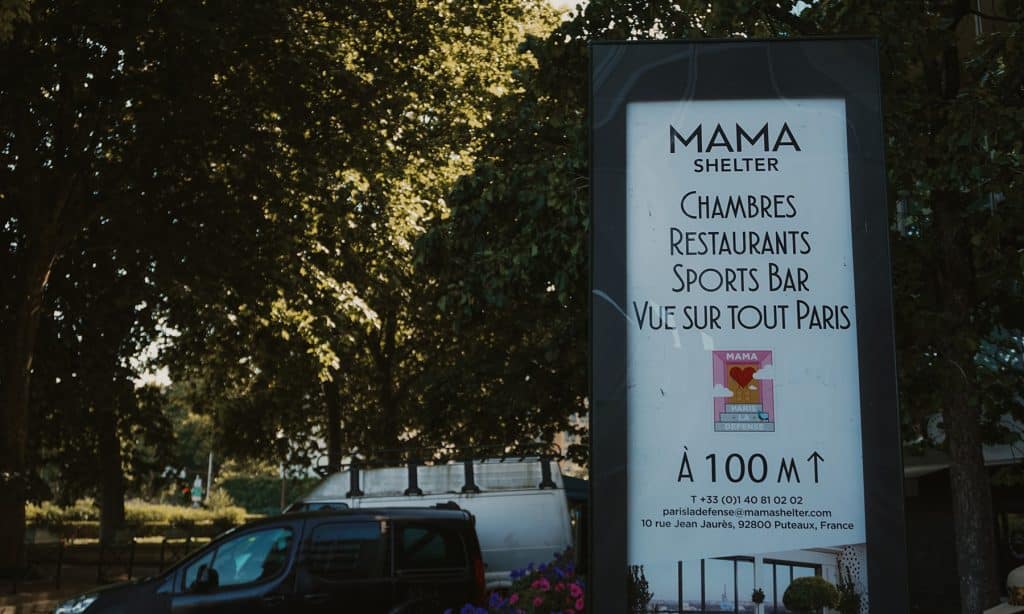 MAMA
SHELTER
CHAMBRES
RESTAURANTS
SPORTS BAR
VUE SUR TOUT PARIS
MAMA
PARIS
LA
DEFENSE
À 100 M↑
T +33 (0)1 40 81 02 02
parisladefense@mamashelter.com
10 rue Jean Jaurès, 92800 Puteaux, France